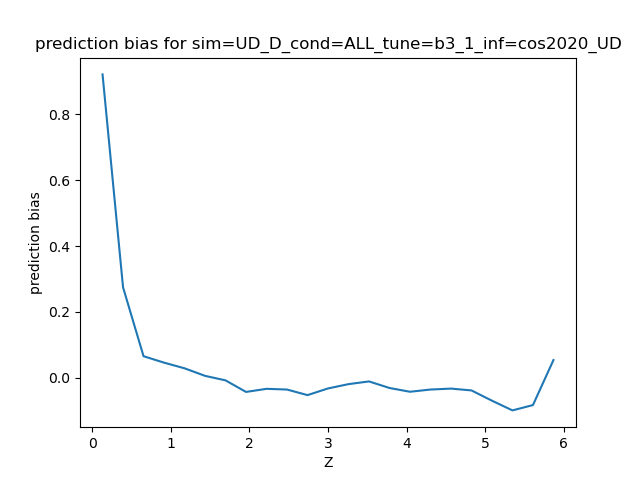 prediction bias for sim=UD_D_cond=ALL_tune=b3_1_inf=cos2020_UD
0.8
0.6
0.4
0.2
0.0
prediction bias
0 1 2 3 4 5 6
Z